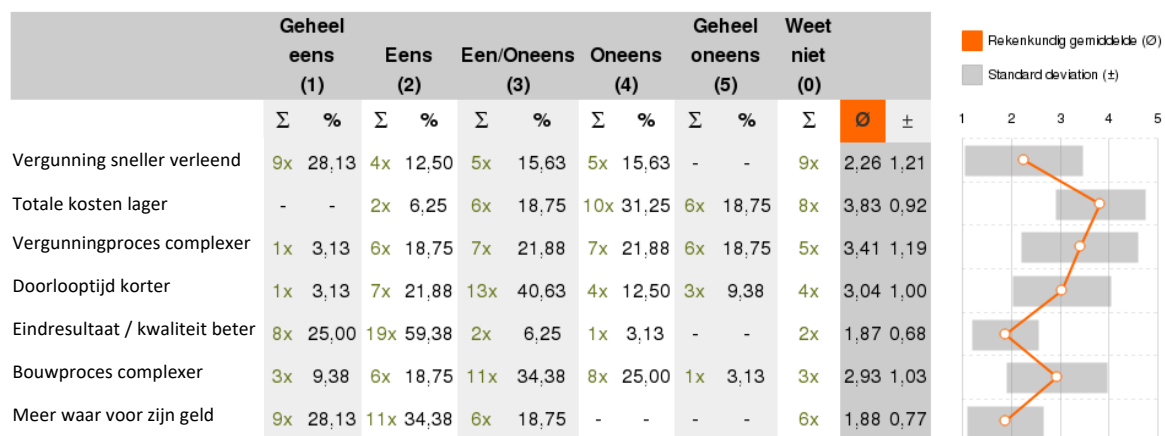 Geheel eens (1) Eens (2) Een/Oneens (3) Oneens (4) Geheel oneens (5) Weet niet (0)
Σ % Σ % Σ % Σ % Σ % Σ Ø ±
Vergunning sneller verleend 9x 28,13 4x 12,50 5x 15,63 5x 15,63 - - 9x 2,26 1,21
Totale kosten lager - - 2x 6,25 6x 18,75 10x 31,25 6x 18,75 8x 3,83 0,92
Vergunningproces complexer 1x 3,13 6x 18,75 7x 21,88 7x 21,88 6x 18,75 5x 3,41 1,19
Doorlooptijd korter 1x 3,13 7x 21,88 13x 40,63 4x 12,50 3x 9,38 4x 3,04 1,00
Eindresultaat / kwaliteit beter 8x 25,00 19x 59,38 2x 6,25 1x 3,13 - - 2x 1,87 0,68
Bouwproces complexer 3x 9,38 6x 18,75 11x 34,38 8x 25,00 1x 3,13 3x 2,93 1,03
Meer waar voor zijn geld 9x 28,13 11x 34,38 6x 18,75 - - - - 6x 1,88 0,77
Rekenkundig gemiddelde (Ø)
Standard deviation (±)
1 2 3 4 5